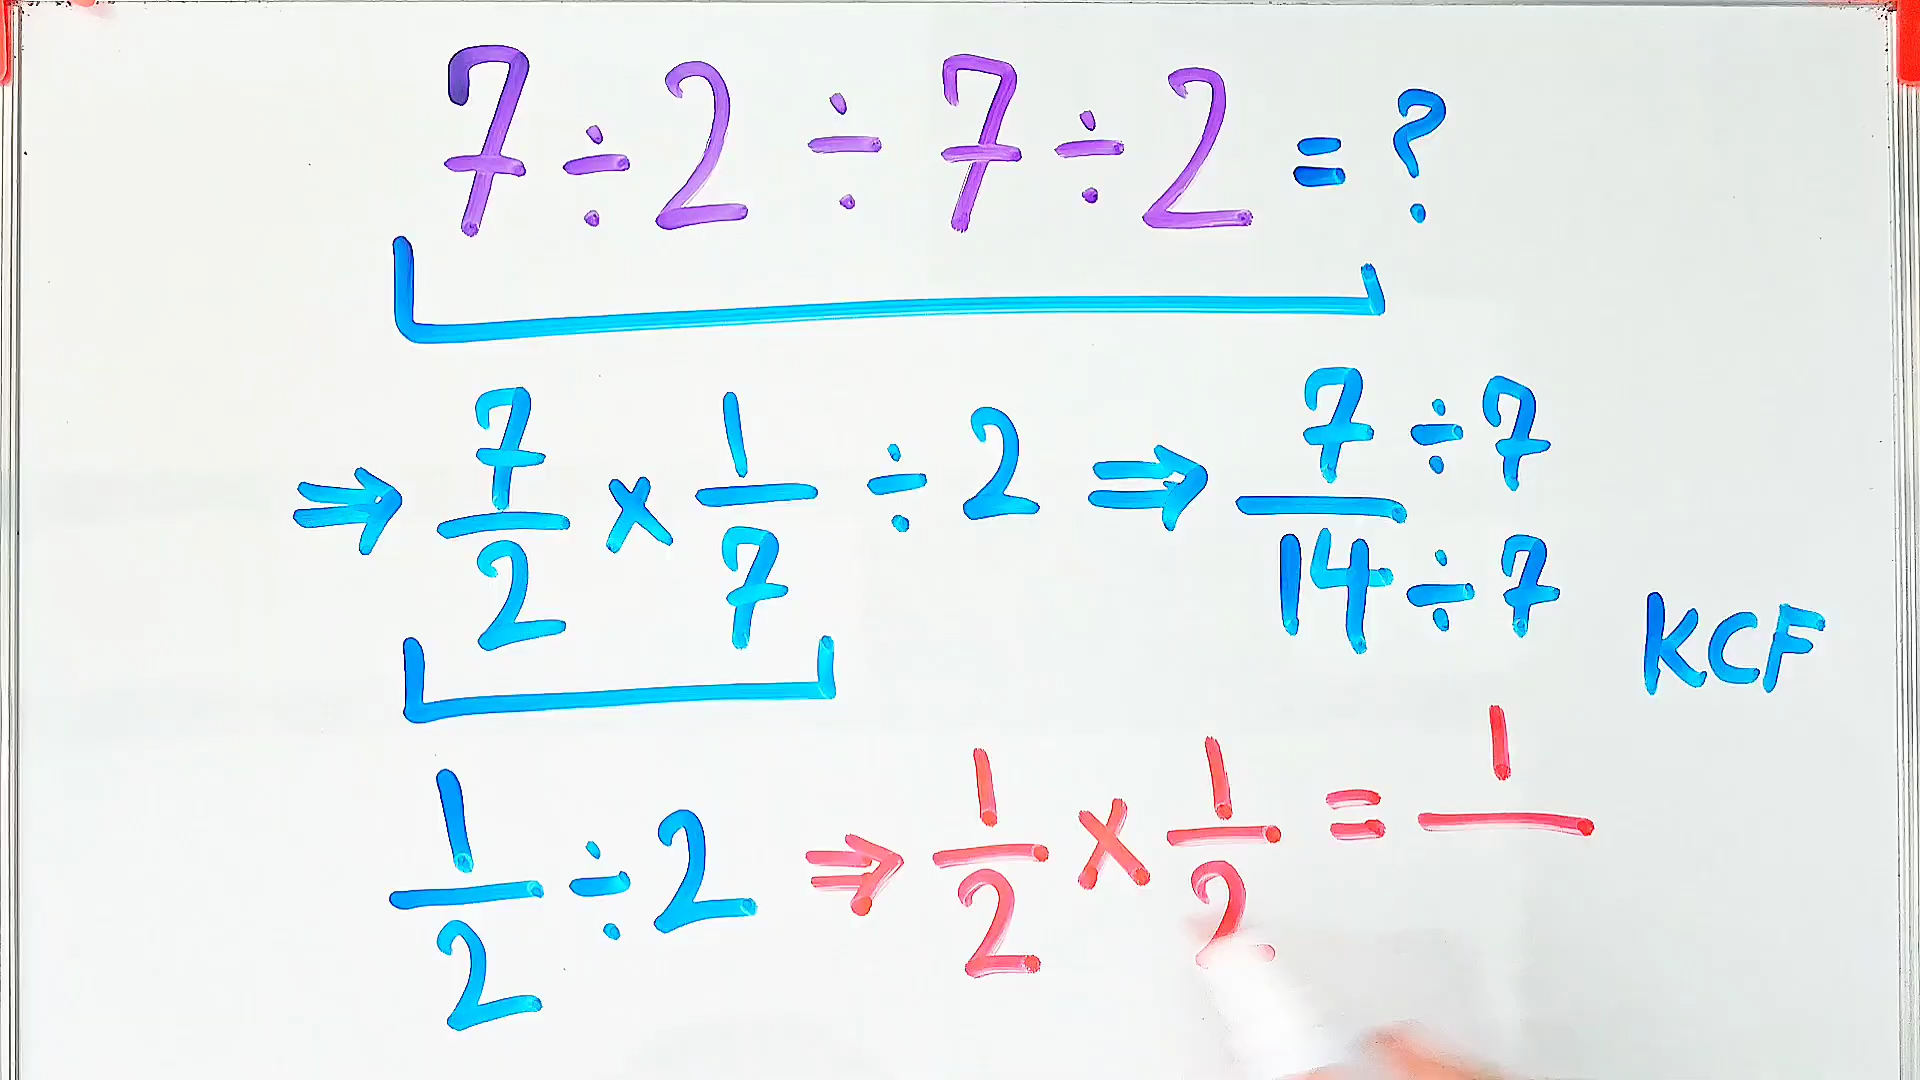 7 ÷ 2 ÷ 7 ÷ 2 = ?
⇒ 7/2 × 1/7 ÷ 2 ⇒ 7 ÷ 7 / 14 ÷ 7
KCF
1/2 ÷ 2 ⇒ 1/2 × 1/2 = 1/